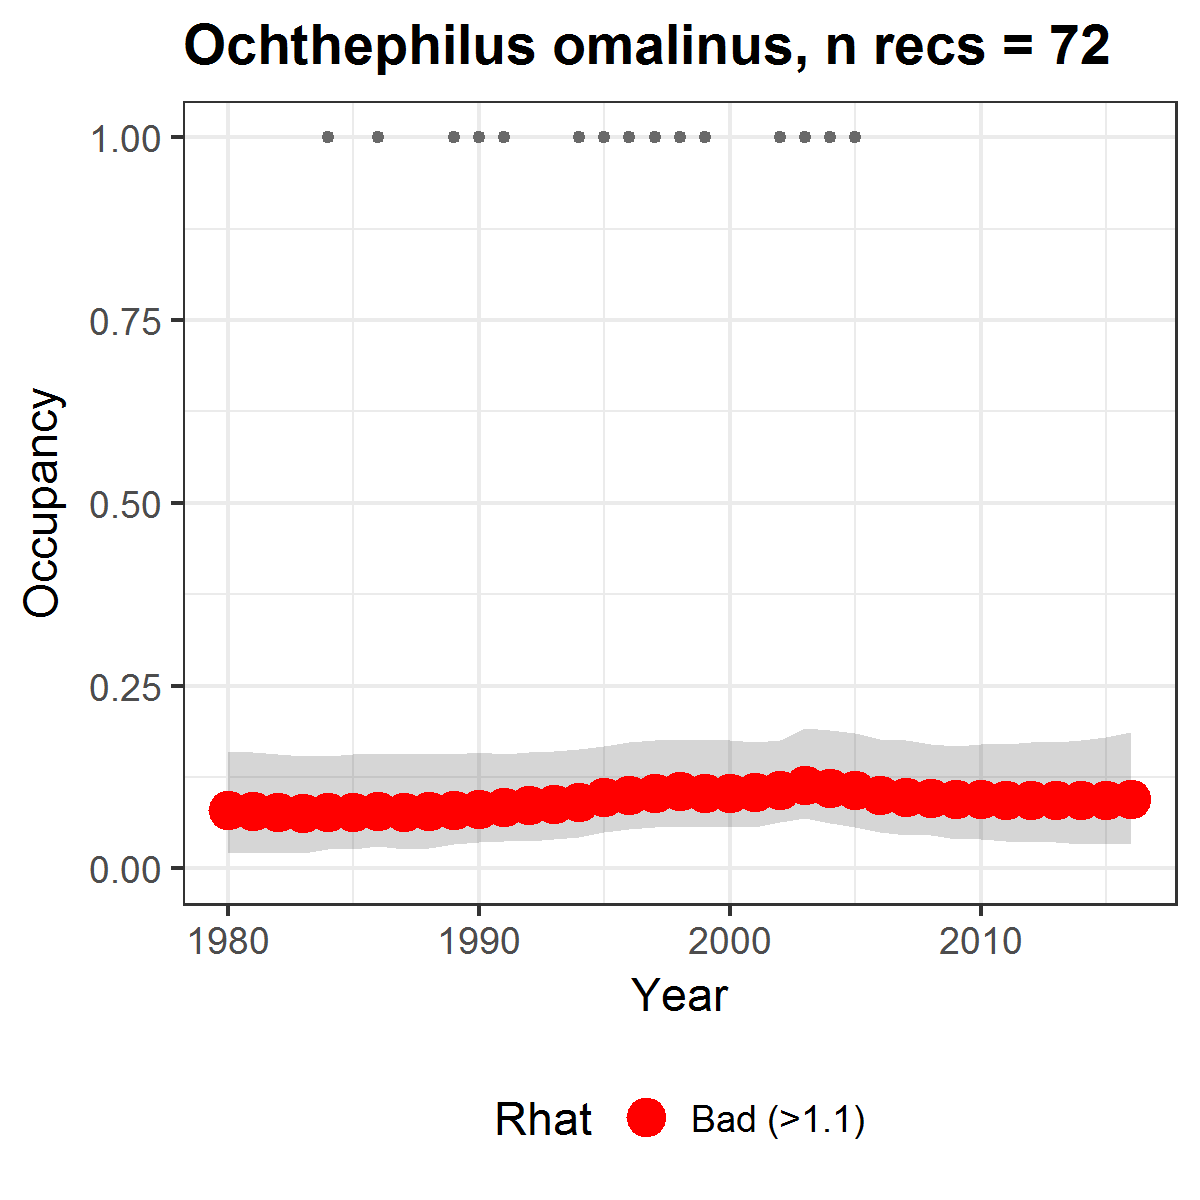 Ochthephilus omalinus, n recs = 72
Occupancy
1.00
0.75
0.50
0.25
0.00
1980 1990 2000 2010
Year
Rhat Bad (>1.1)